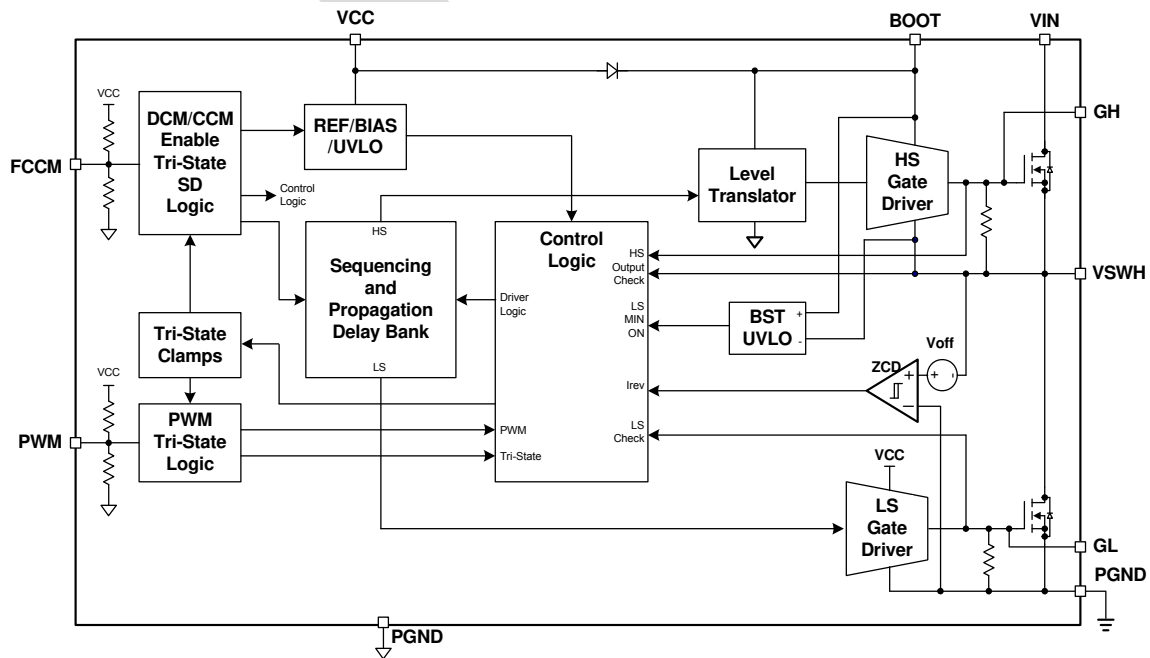 VCC
BOOT
VIN
VCC
DCM/CCM
Enable
Tri-State
SD
Logic
REF/BIAS
/UVLO
GH
FCCM
Control
Logic
Level
Translator
HS
Gate
Driver
HS
Sequencing
and
Propagation
Delay Bank
LS
Control
Logic
HS
Output
Check
VSWH
Driver
Logic
LS
MIN
ON
BST
UVLO
+
-
Tri-State
Clamps
Voff
+
-
ZCD
+
−
Irev
VCC
PWM
PWM
Tri-State
Logic
PWM
Tri-State
LS
Check
VCC
LS
Gate
Driver
GL
PGND
PGND